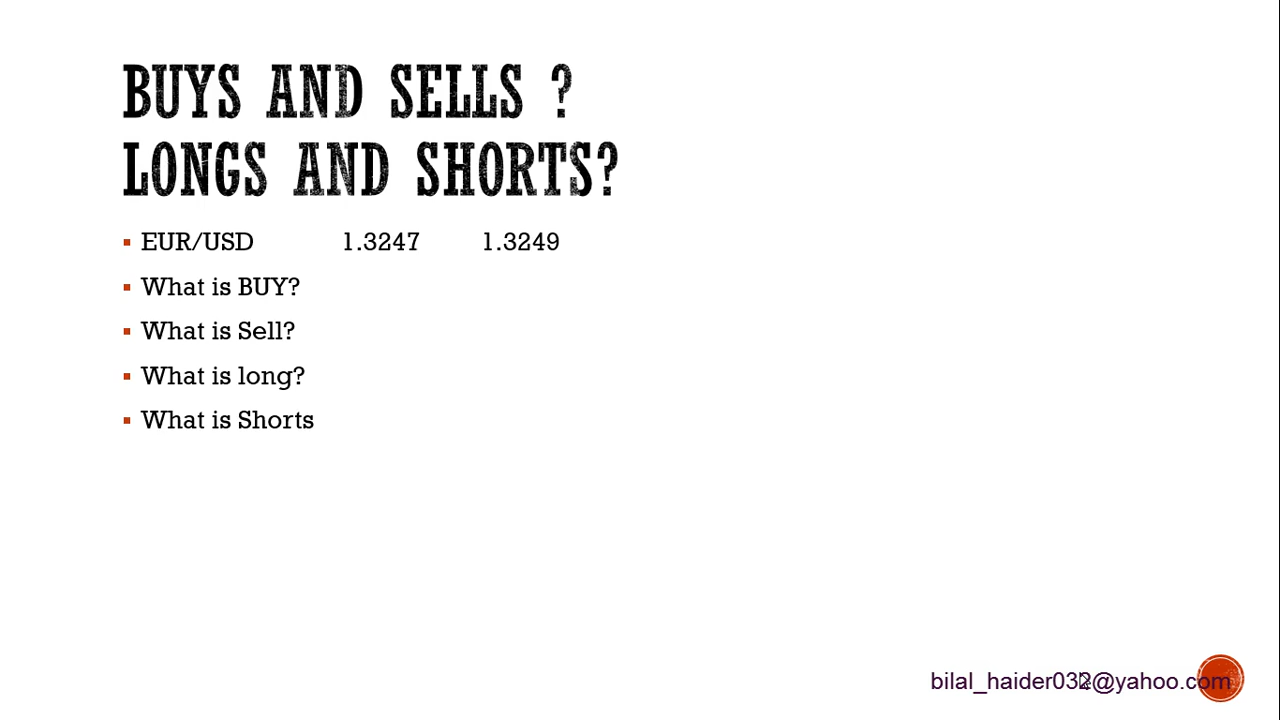 BUYS AND SELLS ?
LONGS AND SHORTS?
▪ EUR/USD 1.3247 1.3249
▪ What is BUY?
▪ What is Sell?
▪ What is long?
▪ What is Shorts
bilal_haider032@yahoo.com